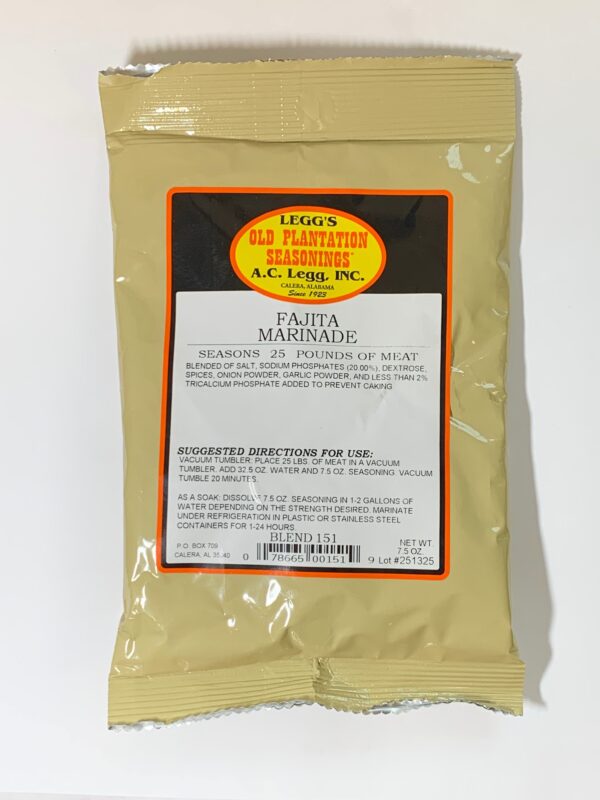 LEGG'S
OLD PLANTATION
SEASONINGS
A.C. Legg, INC.
CALERA, ALABAMA
Since 1923
FAJITA
MARINADE
SEASONS 25 POUNDS OF MEAT
BLENDED OF SALT, SODIUM PHOSPHATES (20.00%), DEXTROSE,
SPICES, ONION POWDER, GARLIC POWDER, AND LESS THAN 2%
TRICALCIUM PHOSPHATE ADDED TO PREVENT CAKING
SUGGESTED DIRECTIONS FOR USE:
VACUUM TUMBLER: PLACE 25 LBS. OF MEAT IN A VACUUM
TUMBLER. ADD 32.5 OZ. WATER AND 7.5 OZ. SEASONING. VACUUM
TUMBLE 20 MINUTES.
AS A SOAK: DISSOLVE 7.5 OZ. SEASONING IN 1-2 GALLONS OF
WATER DEPENDING ON THE STRENGTH DESIRED. MARINATE
UNDER REFRIGERATION IN PLASTIC OR STAINLESS STEEL
CONTAINERS FOR 1-24 HOURS.
BLEND 151
P.O. BOX 709
CALERA, AL
0 78665 00151 9
NET WT.
7.5 OZ.
Lot #251325